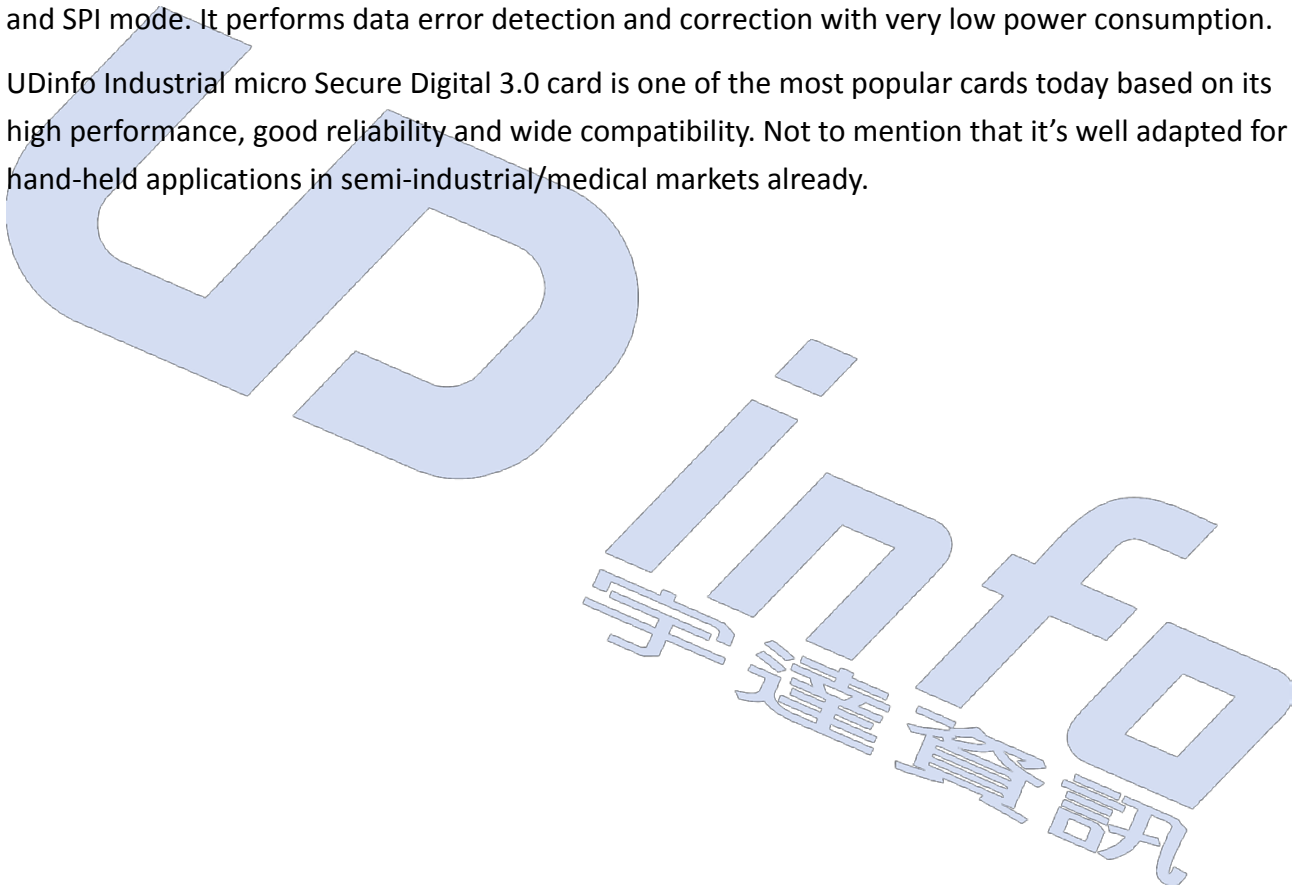 and SPI mode. It performs data error detection and correction with very low power consumption.
UDinfo Industrial micro Secure Digital 3.0 card is one of the most popular cards today based on its
high performance, good reliability and wide compatibility. Not to mention that it’s well adapted for
hand-held applications in semi-industrial/medical markets already.
UD info
宇達資訊